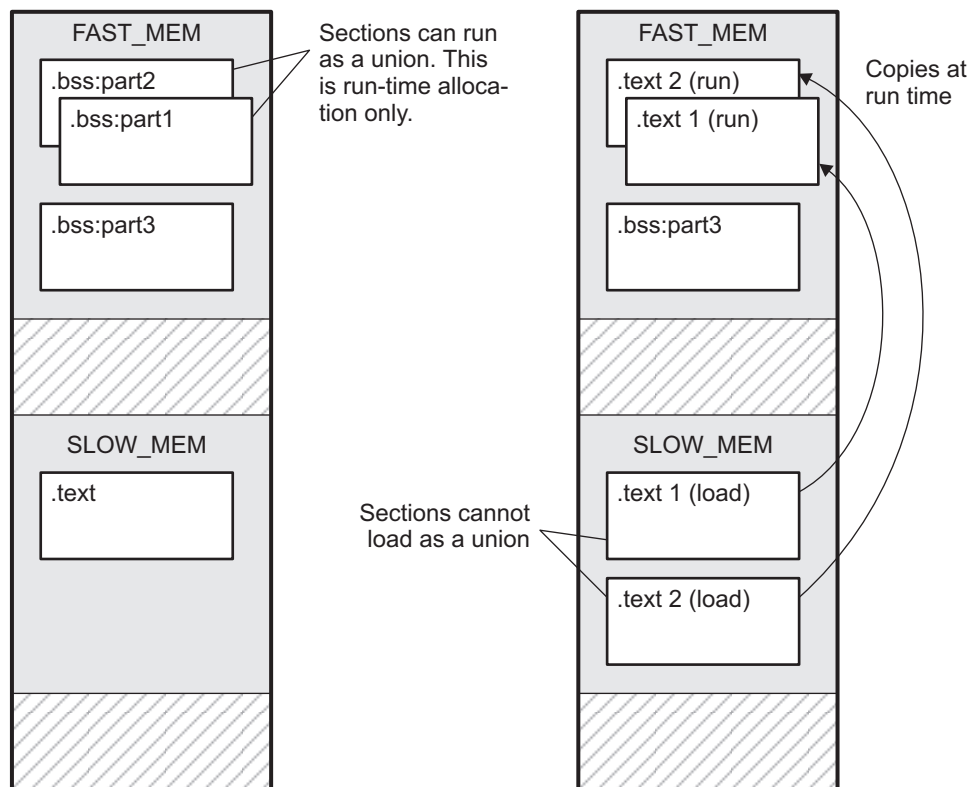 FAST_MEM
.bss:part2
.bss:part1
.bss:part3
Sections can run
as a union. This
is run-time alloca-
tion only.
SLOW_MEM
.text
FAST_MEM
.text 2 (run)
.text 1 (run)
.bss:part3
Copies at
run time
SLOW_MEM
.text 1 (load)
.text 2 (load)
Sections cannot
load as a union